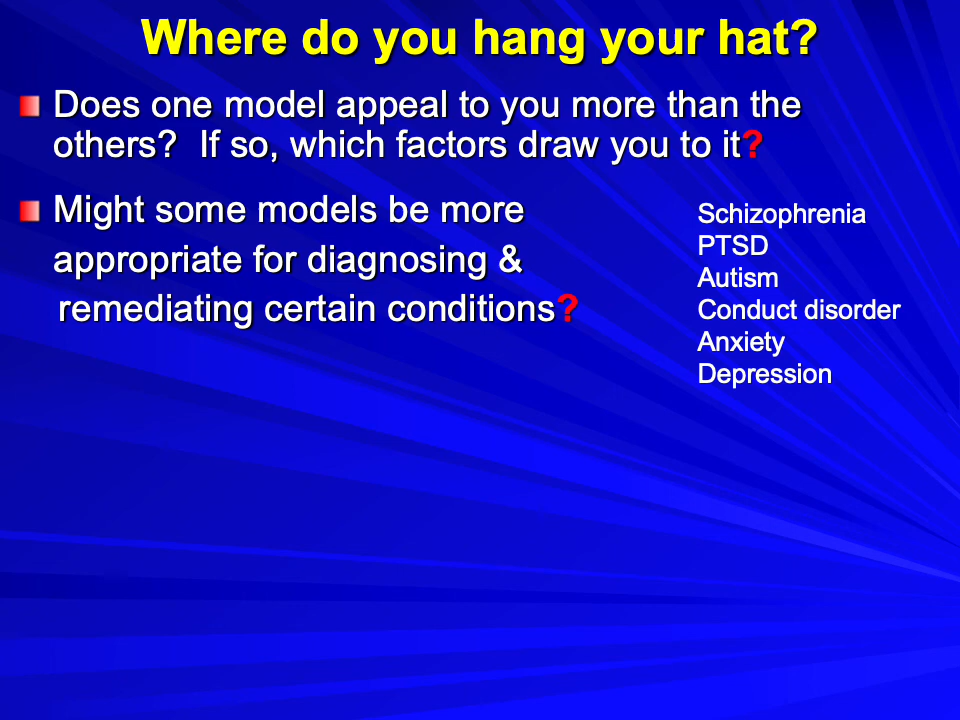 Where do you hang your hat?
Does one model appeal to you more than the
others?  If so, which factors draw you to it?
Might some models be more
appropriate for diagnosing &
remediating certain conditions?
Schizophrenia
PTSD
Autism
Conduct disorder
Anxiety
Depression